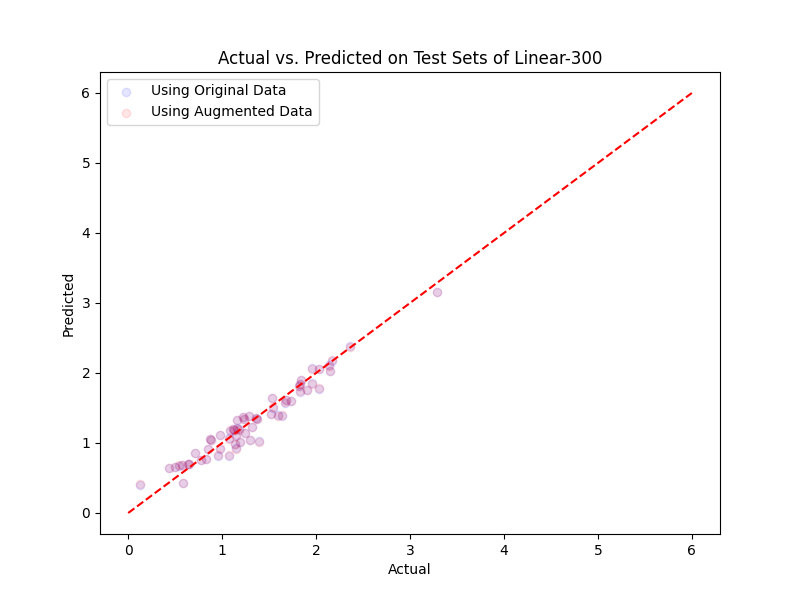 Actual vs. Predicted on Test Sets of Linear-300
Using Original Data
Using Augmented Data
6
5
4
3
2
1
0
Predicted
0 1 2 3 4 5 6
Actual